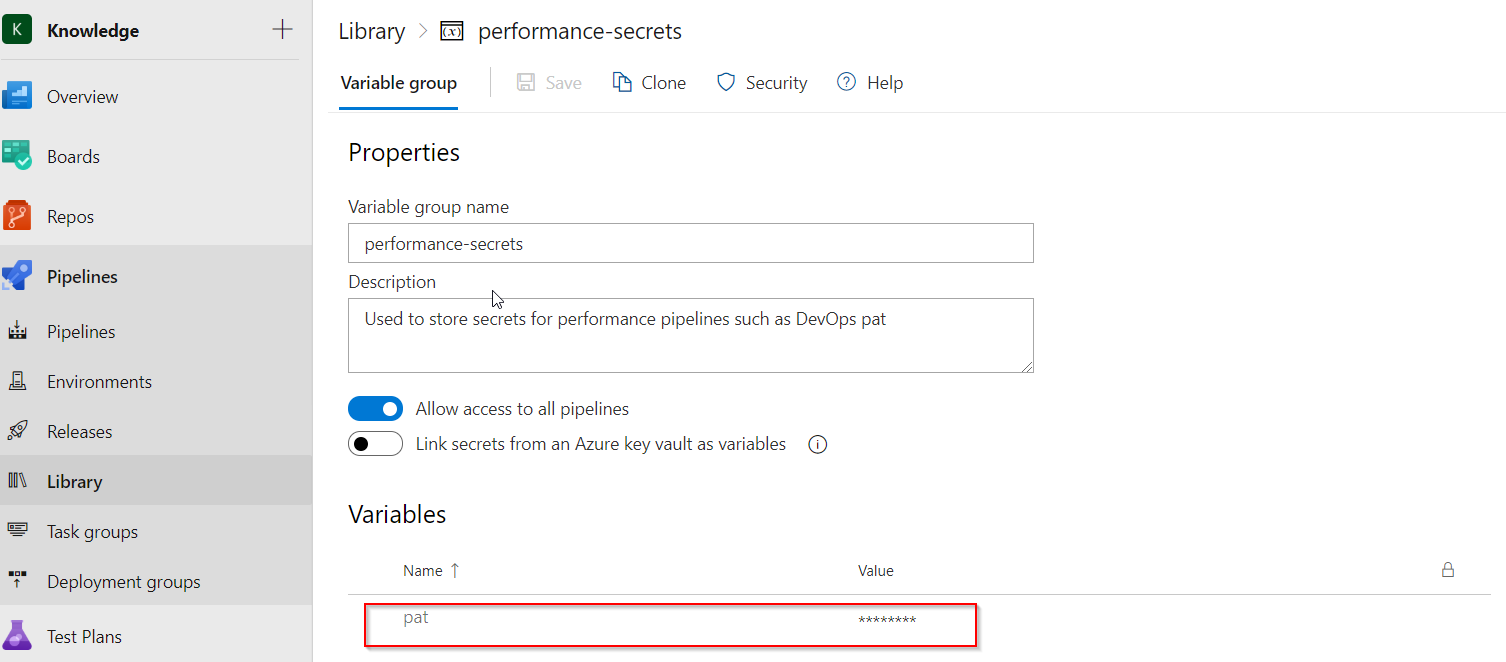 K Knowledge
Overview
Boards
Repos
Pipelines
Pipelines
Environments
Releases
Library
Task groups
Deployment groups
Test Plans
Library > (x) performance-secrets
Variable group Save Clone Security ? Help
Properties
Variable group name
performance-secrets
Description
Used to store secrets for performance pipelines such as DevOps pat
Allow access to all pipelines
Link secrets from an Azure key vault as variables i
Variables
Name ↑ Value
pat ********